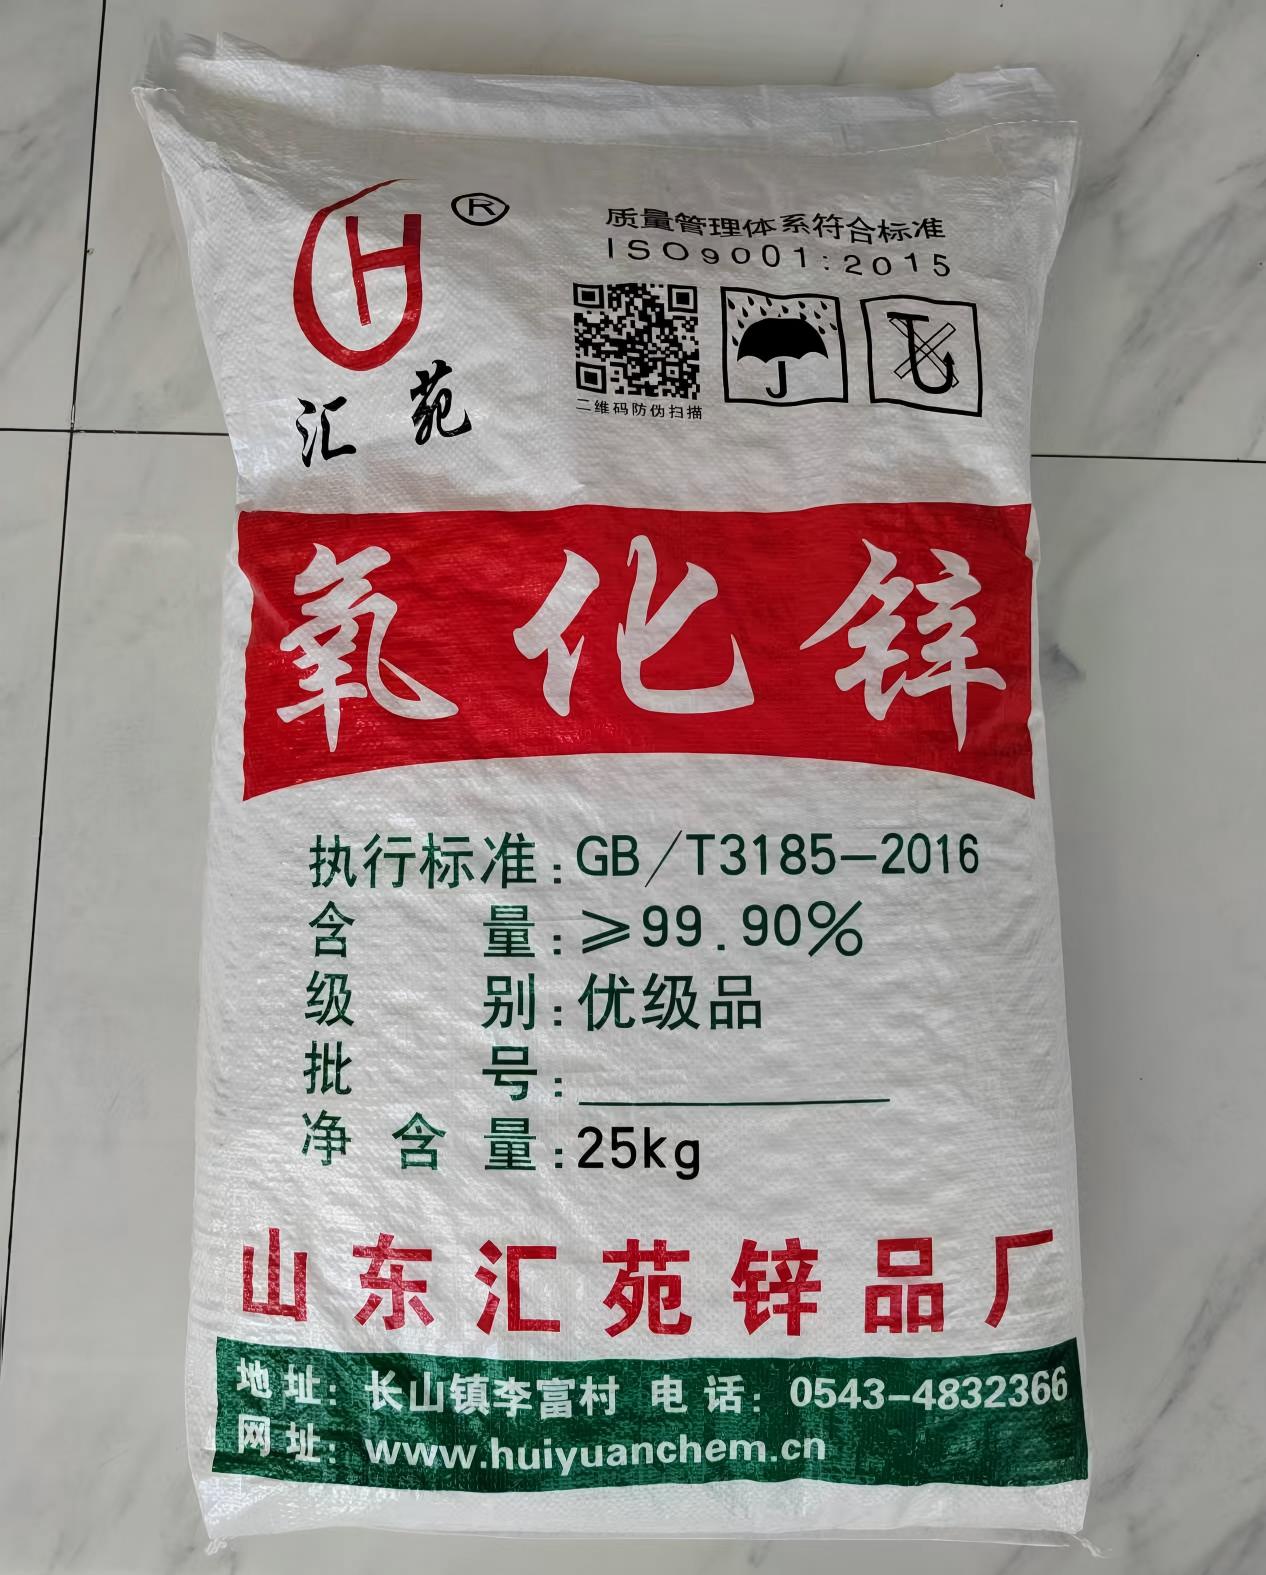 H ®
汇苑
质量管理体系符合标准
ISO9001:2015
二维码防伪扫描
氧化锌
执行标准:GB/T3185-2016
含量:≥99.90%
级别:优级品
批号:
净含量:25kg
山东汇苑锌品厂
地址: 长山镇李富村 电话: 0543-4832366
网址: www.huiyuanchem.cn